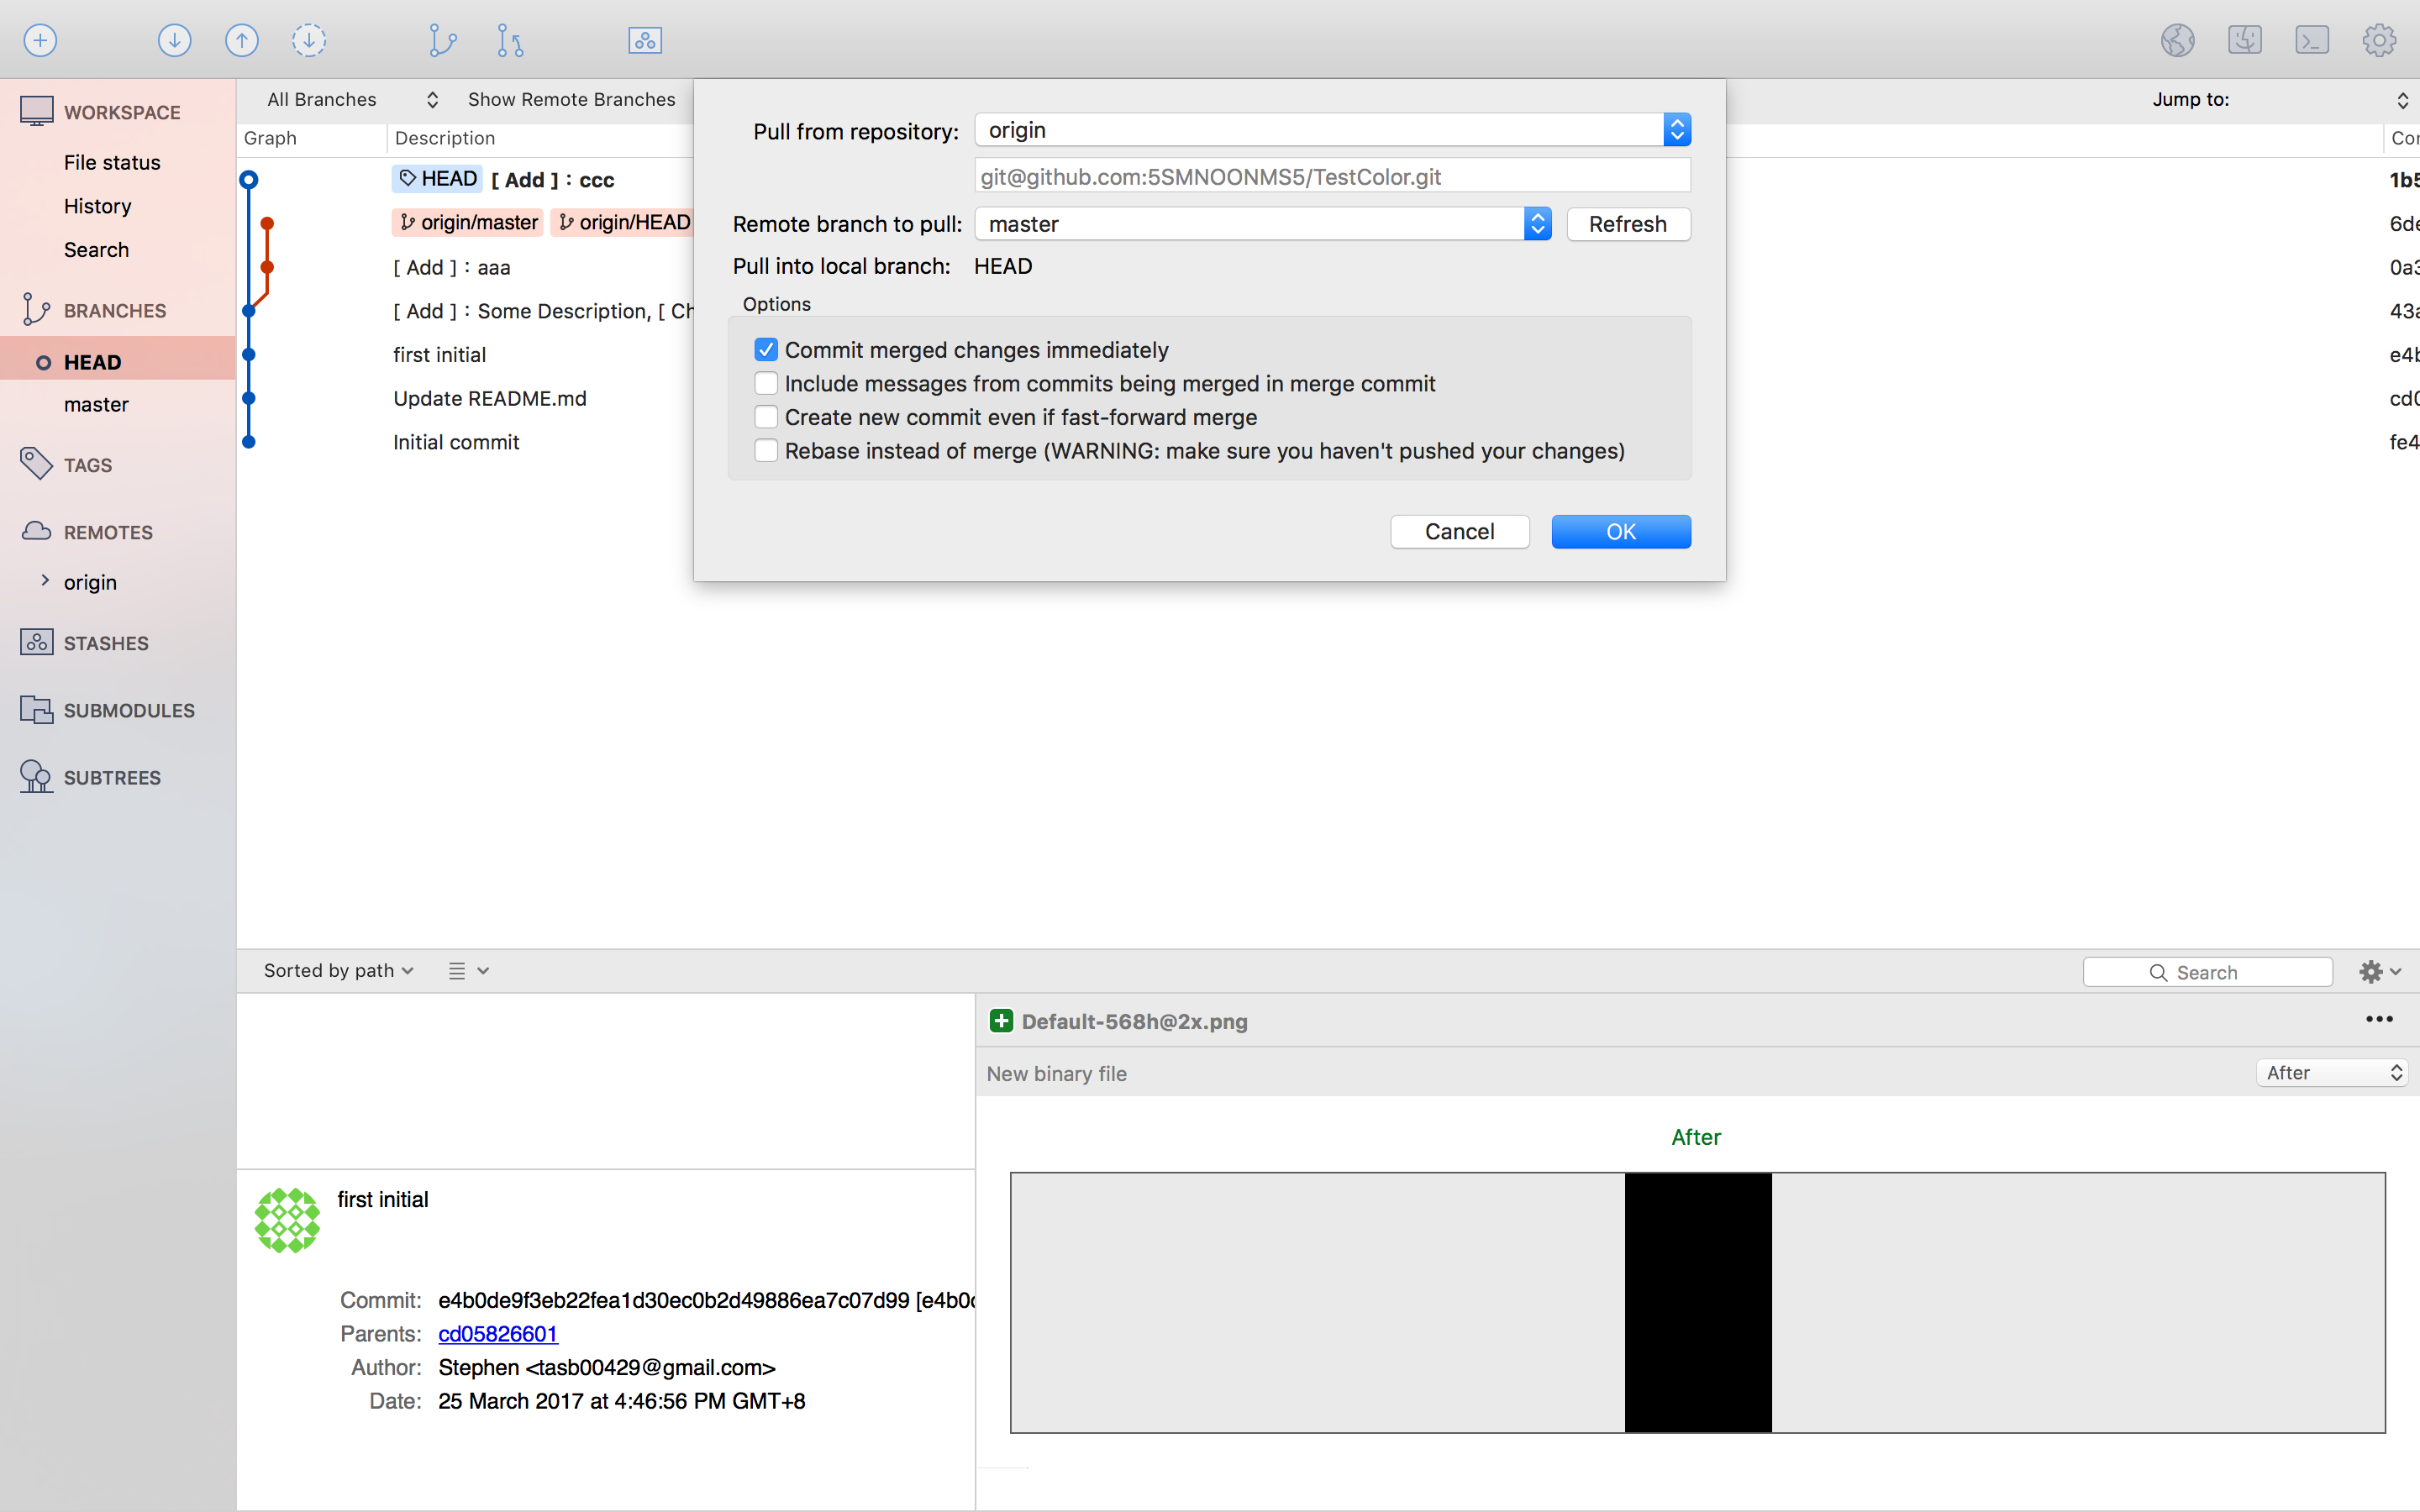 All Branches
Show Remote Branches
Jump to:
Graph
Description
WORKSPACE
File status
History
Search
BRANCHES
HEAD
master
TAGS
REMOTES
origin
STASHES
SUBMODULES
SUBTREES
HEAD [ Add ] : ccc
origin/master origin/HEAD
[ Add ] : aaa
[ Add ] : Some Description, [ Ch
first initial
Update README.md
Initial commit
Pull from repository: origin
git@github.com:5SMNOONMS5/TestColor.git
Remote branch to pull: master Refresh
Pull into local branch: HEAD
Options
Commit merged changes immediately
Include messages from commits being merged in merge commit
Create new commit even if fast-forward merge
Rebase instead of merge (WARNING: make sure you haven't pushed your changes)
Cancel OK
Cor
1b5
6de
0a3
43a
e4b
cd0
fe4
Sorted by path
Search
Default-568h@2x.png
New binary file
After
After
first initial
Commit: e4b0de9f3eb22fea1d30ec0b2d49886ea7c07d99 [e4b0
Parents: cd05826601
Author: Stephen <tasb00429@gmail.com>
Date: 25 March 2017 at 4:46:56 PM GMT+8